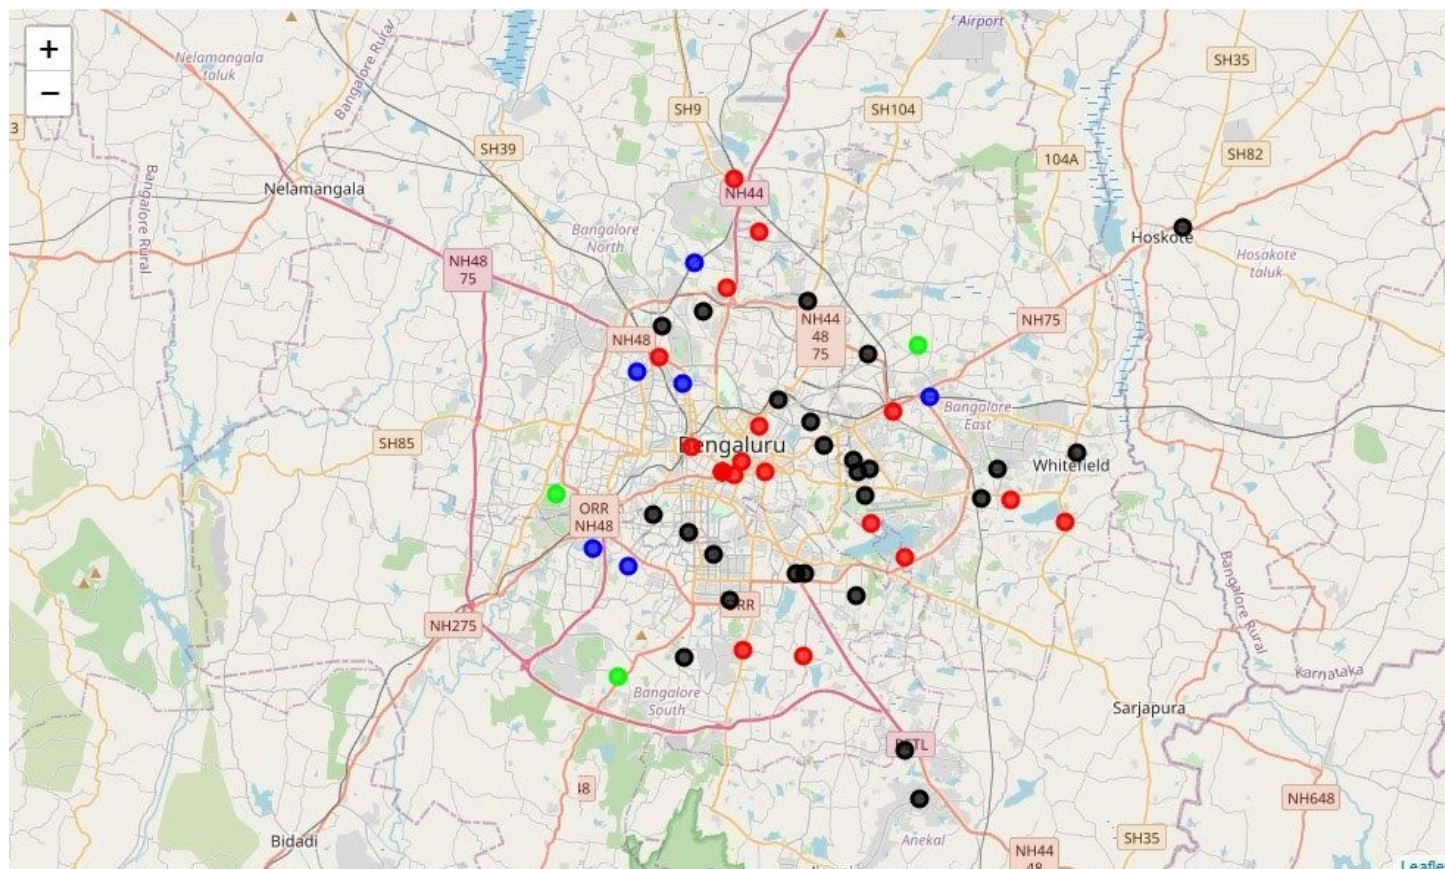 +
−
Airport
Nelamangala
taluk
Bangalore Rural
SH35
SH9
SH104
3
SH39
104A
SH82
Bangalore Rural
Nelamangala
NH44
Bangalore
North
Hoskote
Hosakote
taluk
NH48
75
NH44
48
75
NH75
NH48
Bangalore
East
SH85
Bengaluru
Whitefield
ORR
NH48
NH275
Bangalore Rural
Karnataka
Bangalore
South
Sarjapura
48
NH648
Bidadi
Anekal
SH35
NH44
48